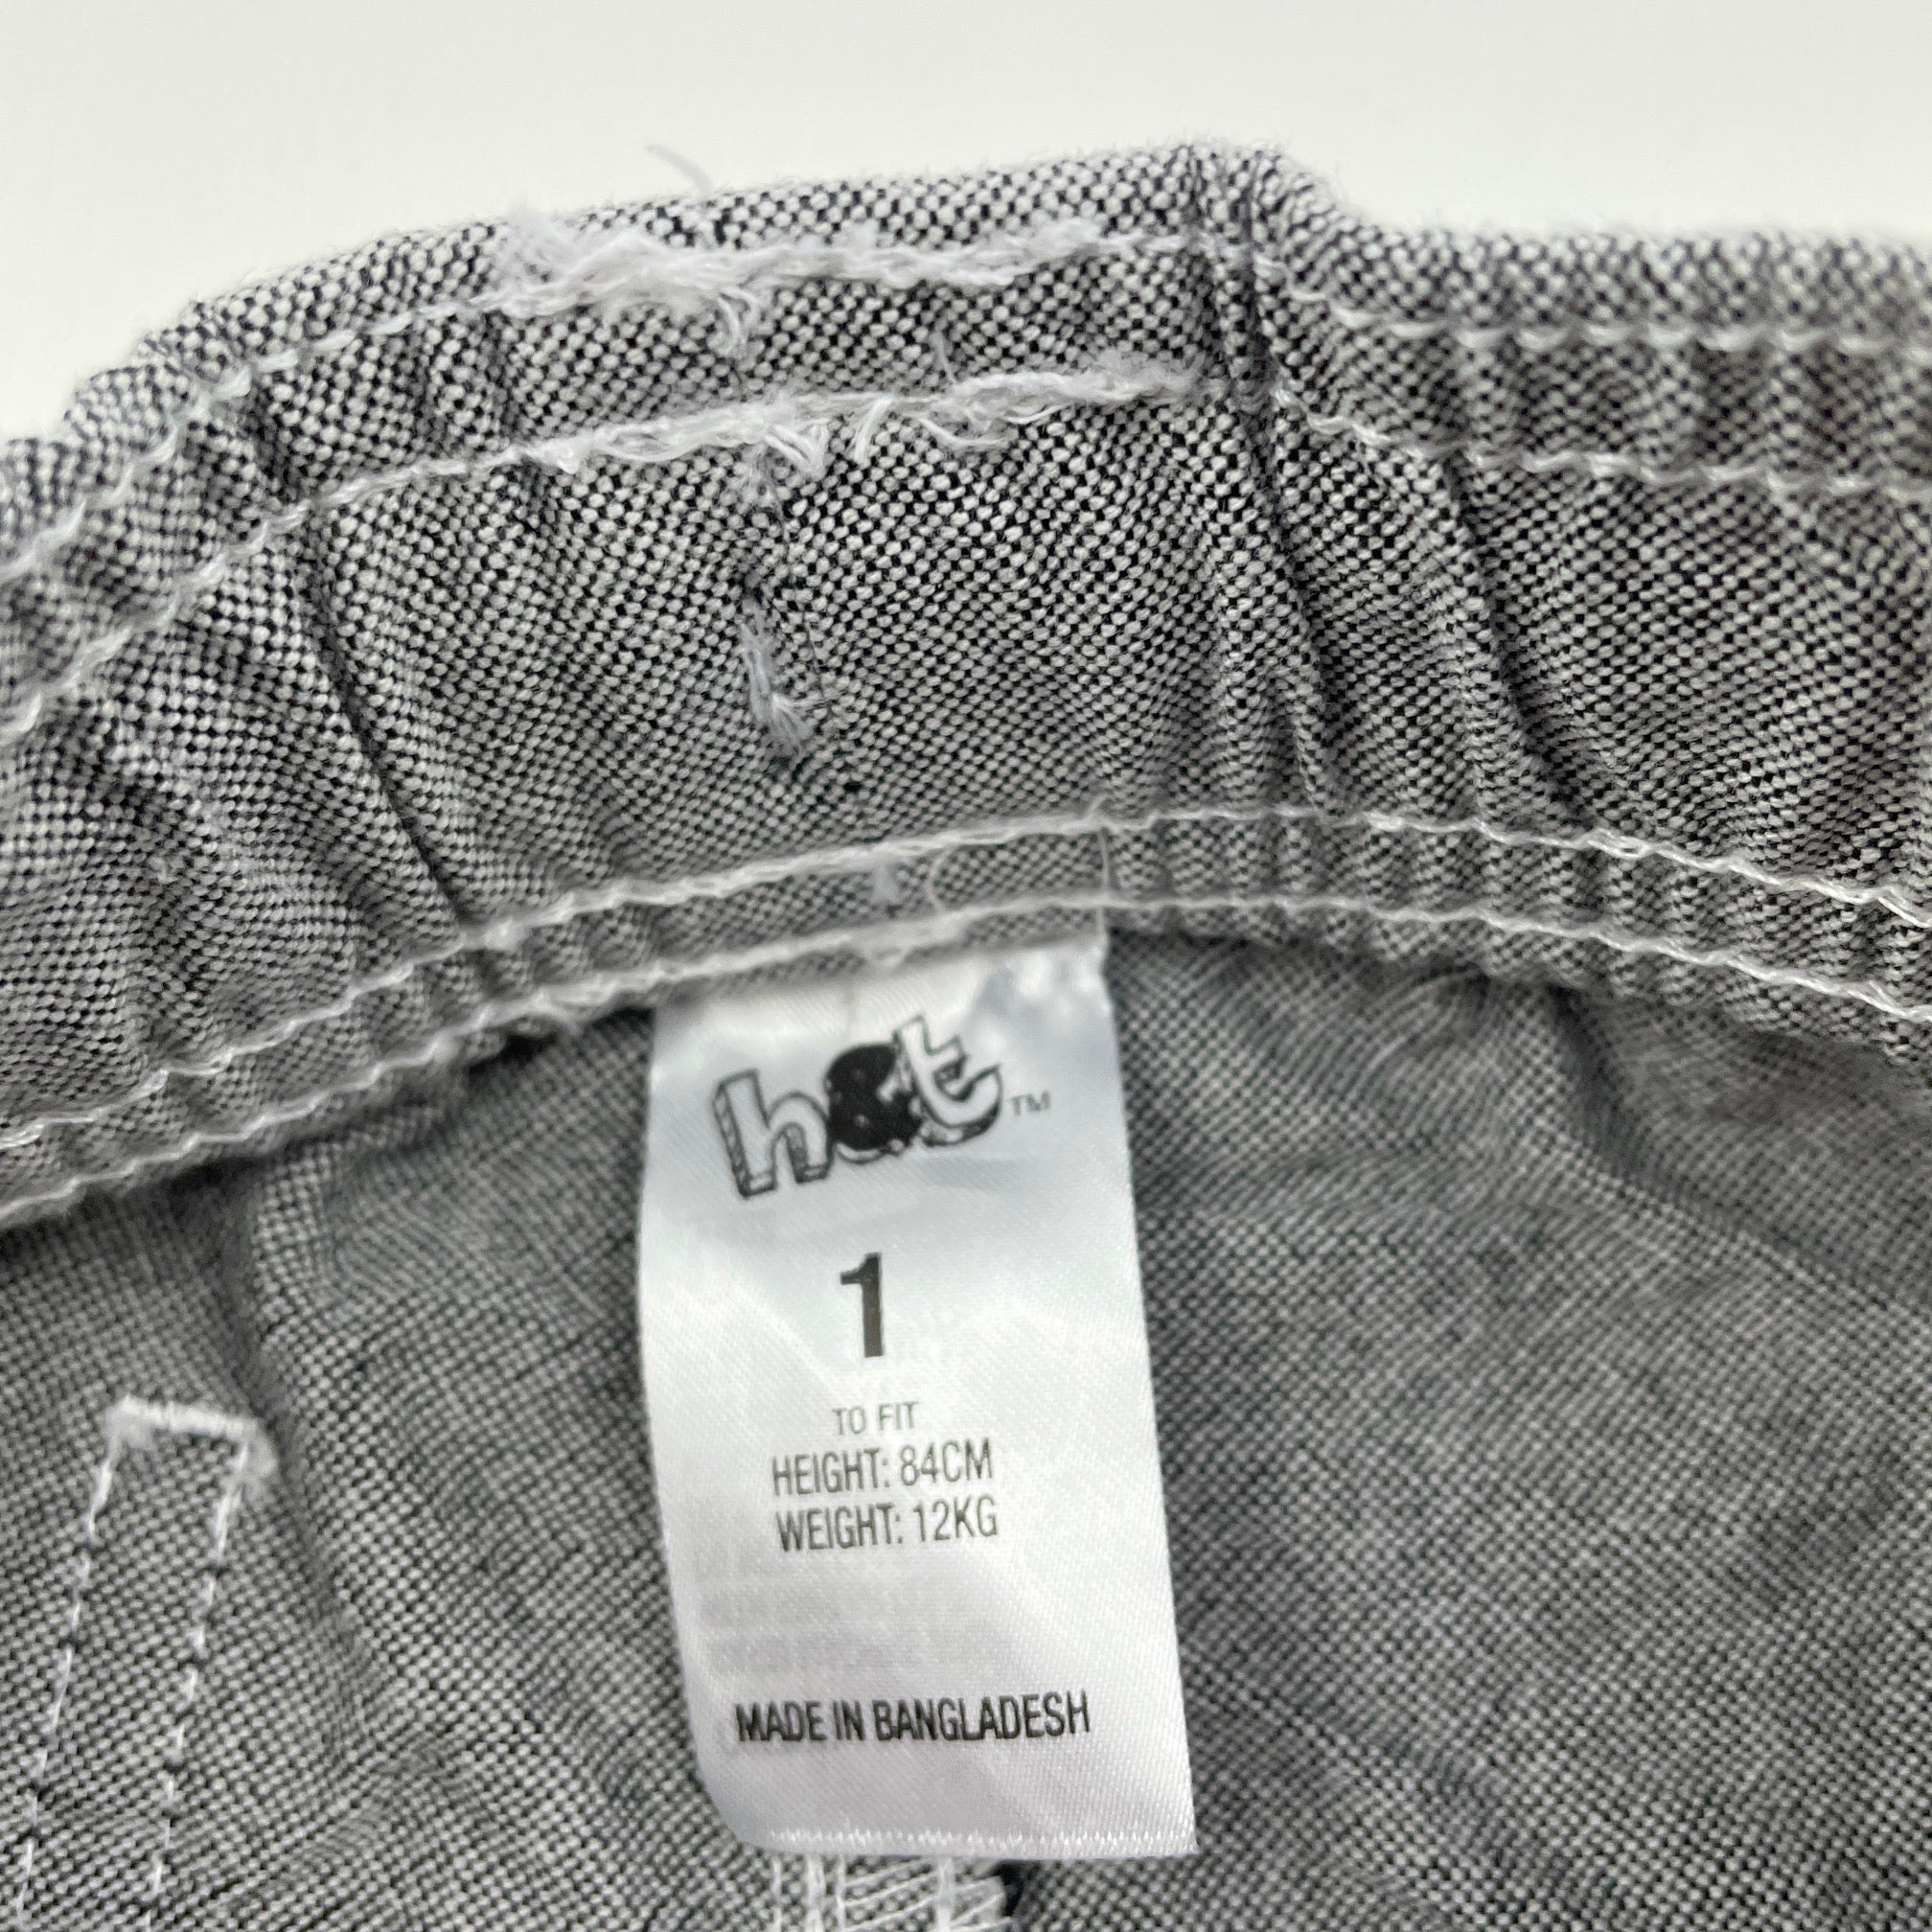 h&t™
1
TO FIT
HEIGHT: 84CM
WEIGHT: 12KG
MADE IN BANGLADESH